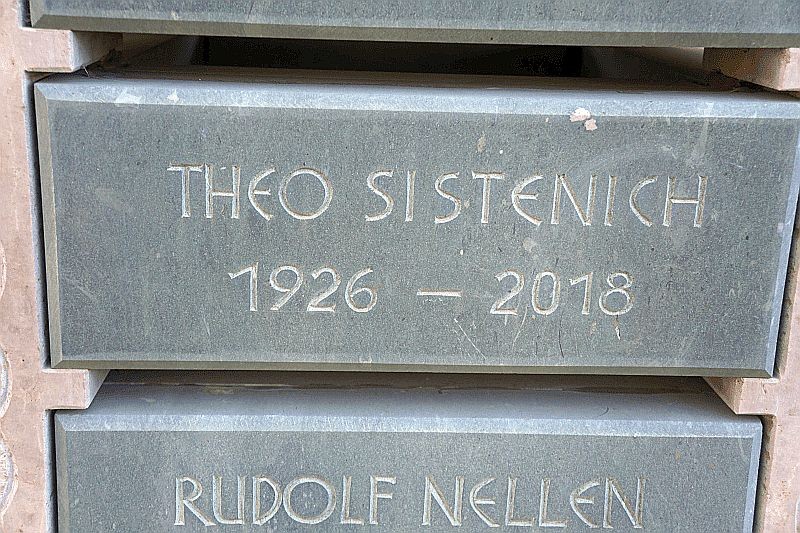 THEO SISTENICH
1926 – 2018
RUDOLF NELLEN